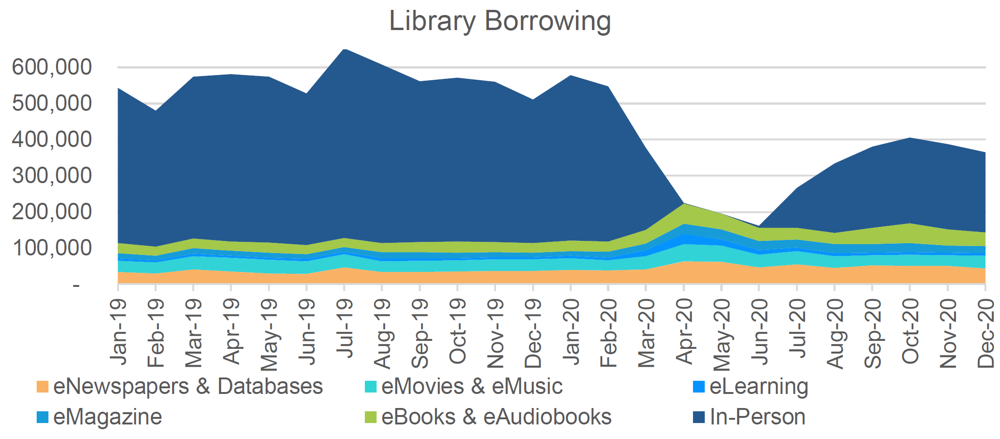 Library Borrowing
600,000
500,000
400,000
300,000
200,000
100,000
-
Jan-19
Feb-19
Mar-19
Apr-19
May-19
Jun-19
Jul-19
Aug-19
Sep-19
Oct-19
Nov-19
Dec-19
Jan-20
Feb-20
Mar-20
Apr-20
May-20
Jun-20
Jul-20
Aug-20
Sep-20
Oct-20
Nov-20
Dec-20
eNewspapers & Databases
eMovies & eMusic
eLearning
eMagazine
eBooks & eAudiobooks
In-Person